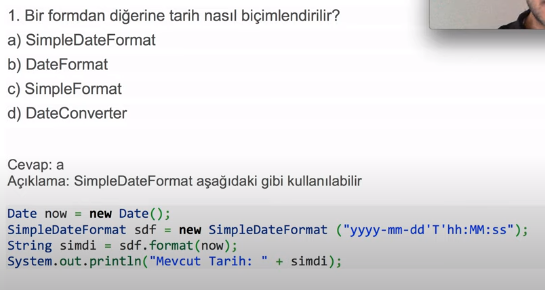 1. Bir formdan diğerine tarih nasıl biçimlendirilir?
a) SimpleDateFormat
b) DateFormat
c) SimpleFormat
d) DateConverter
Cevap: a
Açıklama: SimpleDateFormat aşağıdaki gibi kullanılabilir
Date now = new Date();
SimpleDateFormat sdf = new SimpleDateFormat ("yyyy-mm-dd'T'hh:MM:ss");
String simdi = sdf.format(now);
System.out.println("Mevcut Tarih: " + simdi);